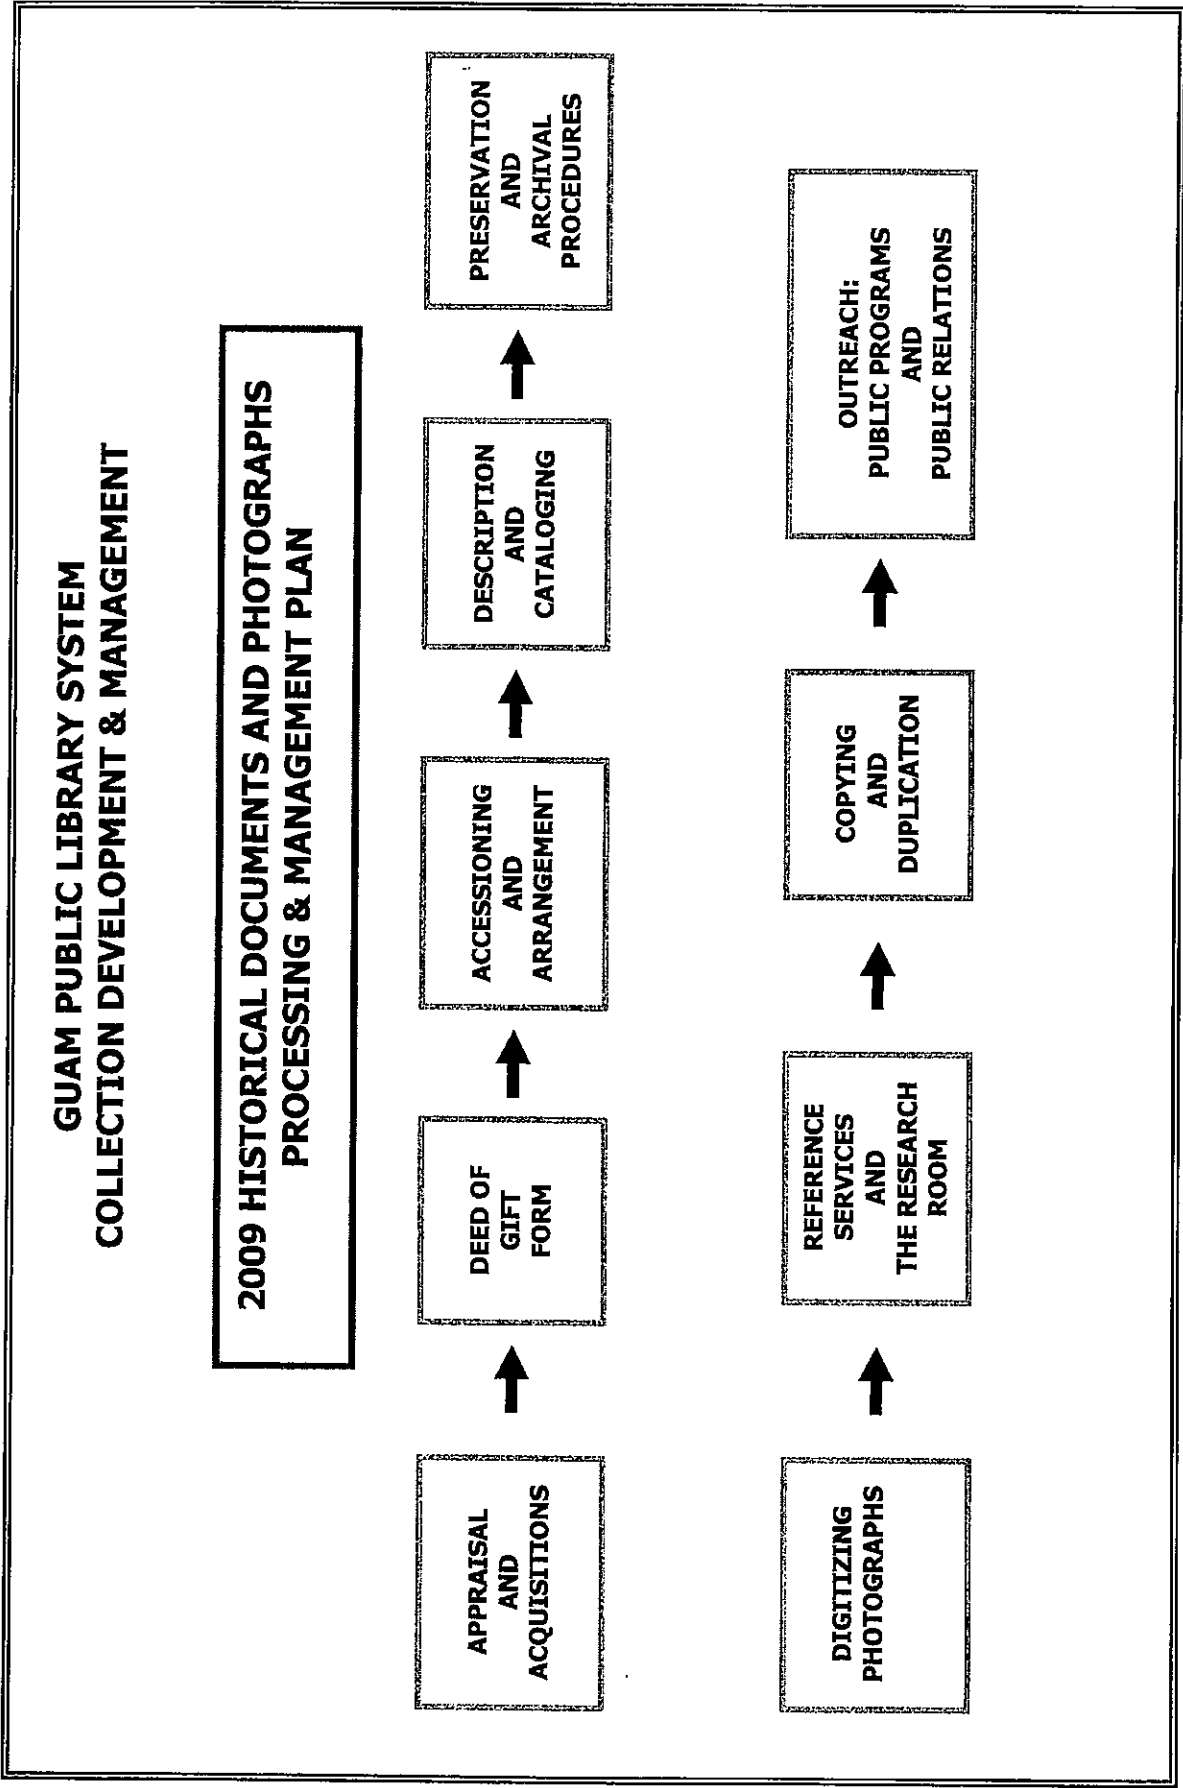 GUAM PUBLIC LIBRARY SYSTEM
COLLECTION DEVELOPMENT & MANAGEMENT
2009 HISTORICAL DOCUMENTS AND PHOTOGRAPHS
PROCESSING & MANAGEMENT PLAN
APPRAISAL
AND
ACQUISITIONS
DEED OF
GIFT
FORM
ACCESSIONING
AND
ARRANGEMENT
DESCRIPTION
AND
CATALOGING
PRESERVATION
AND
ARCHIVAL
PROCEDURES
DIGITIZING
PHOTOGRAPHS
REFERENCE
SERVICES
AND
THE RESEARCH
ROOM
COPYING
AND
DUPLICATION
OUTREACH:
PUBLIC PROGRAMS
AND
PUBLIC RELATIONS